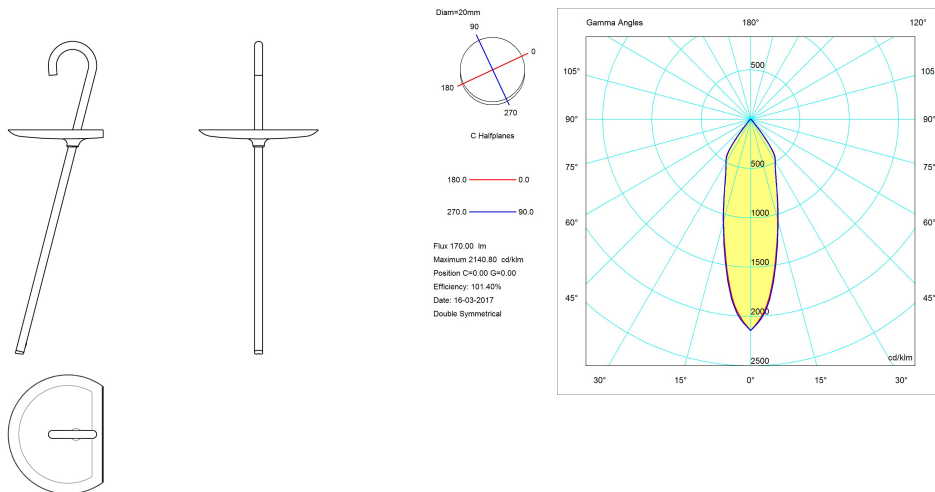 Diam=20mm
90
0
180
270
C Halfplanes
180.0 0.0
270.0 90.0
Flux 170.00 lm
Maximum 2140.80 cd/klm
Position C=0.00 G=0.00
Efficiency: 101.40%
Date: 16-03-2017
Double Symmetrical
Gamma Angles 180° 120°
105° 500 105°
90° 90°
75° 500 75°
60° 1000 60°
1500
45° 2000 45°
2500 cd/klm
30° 15° 0° 15° 30°